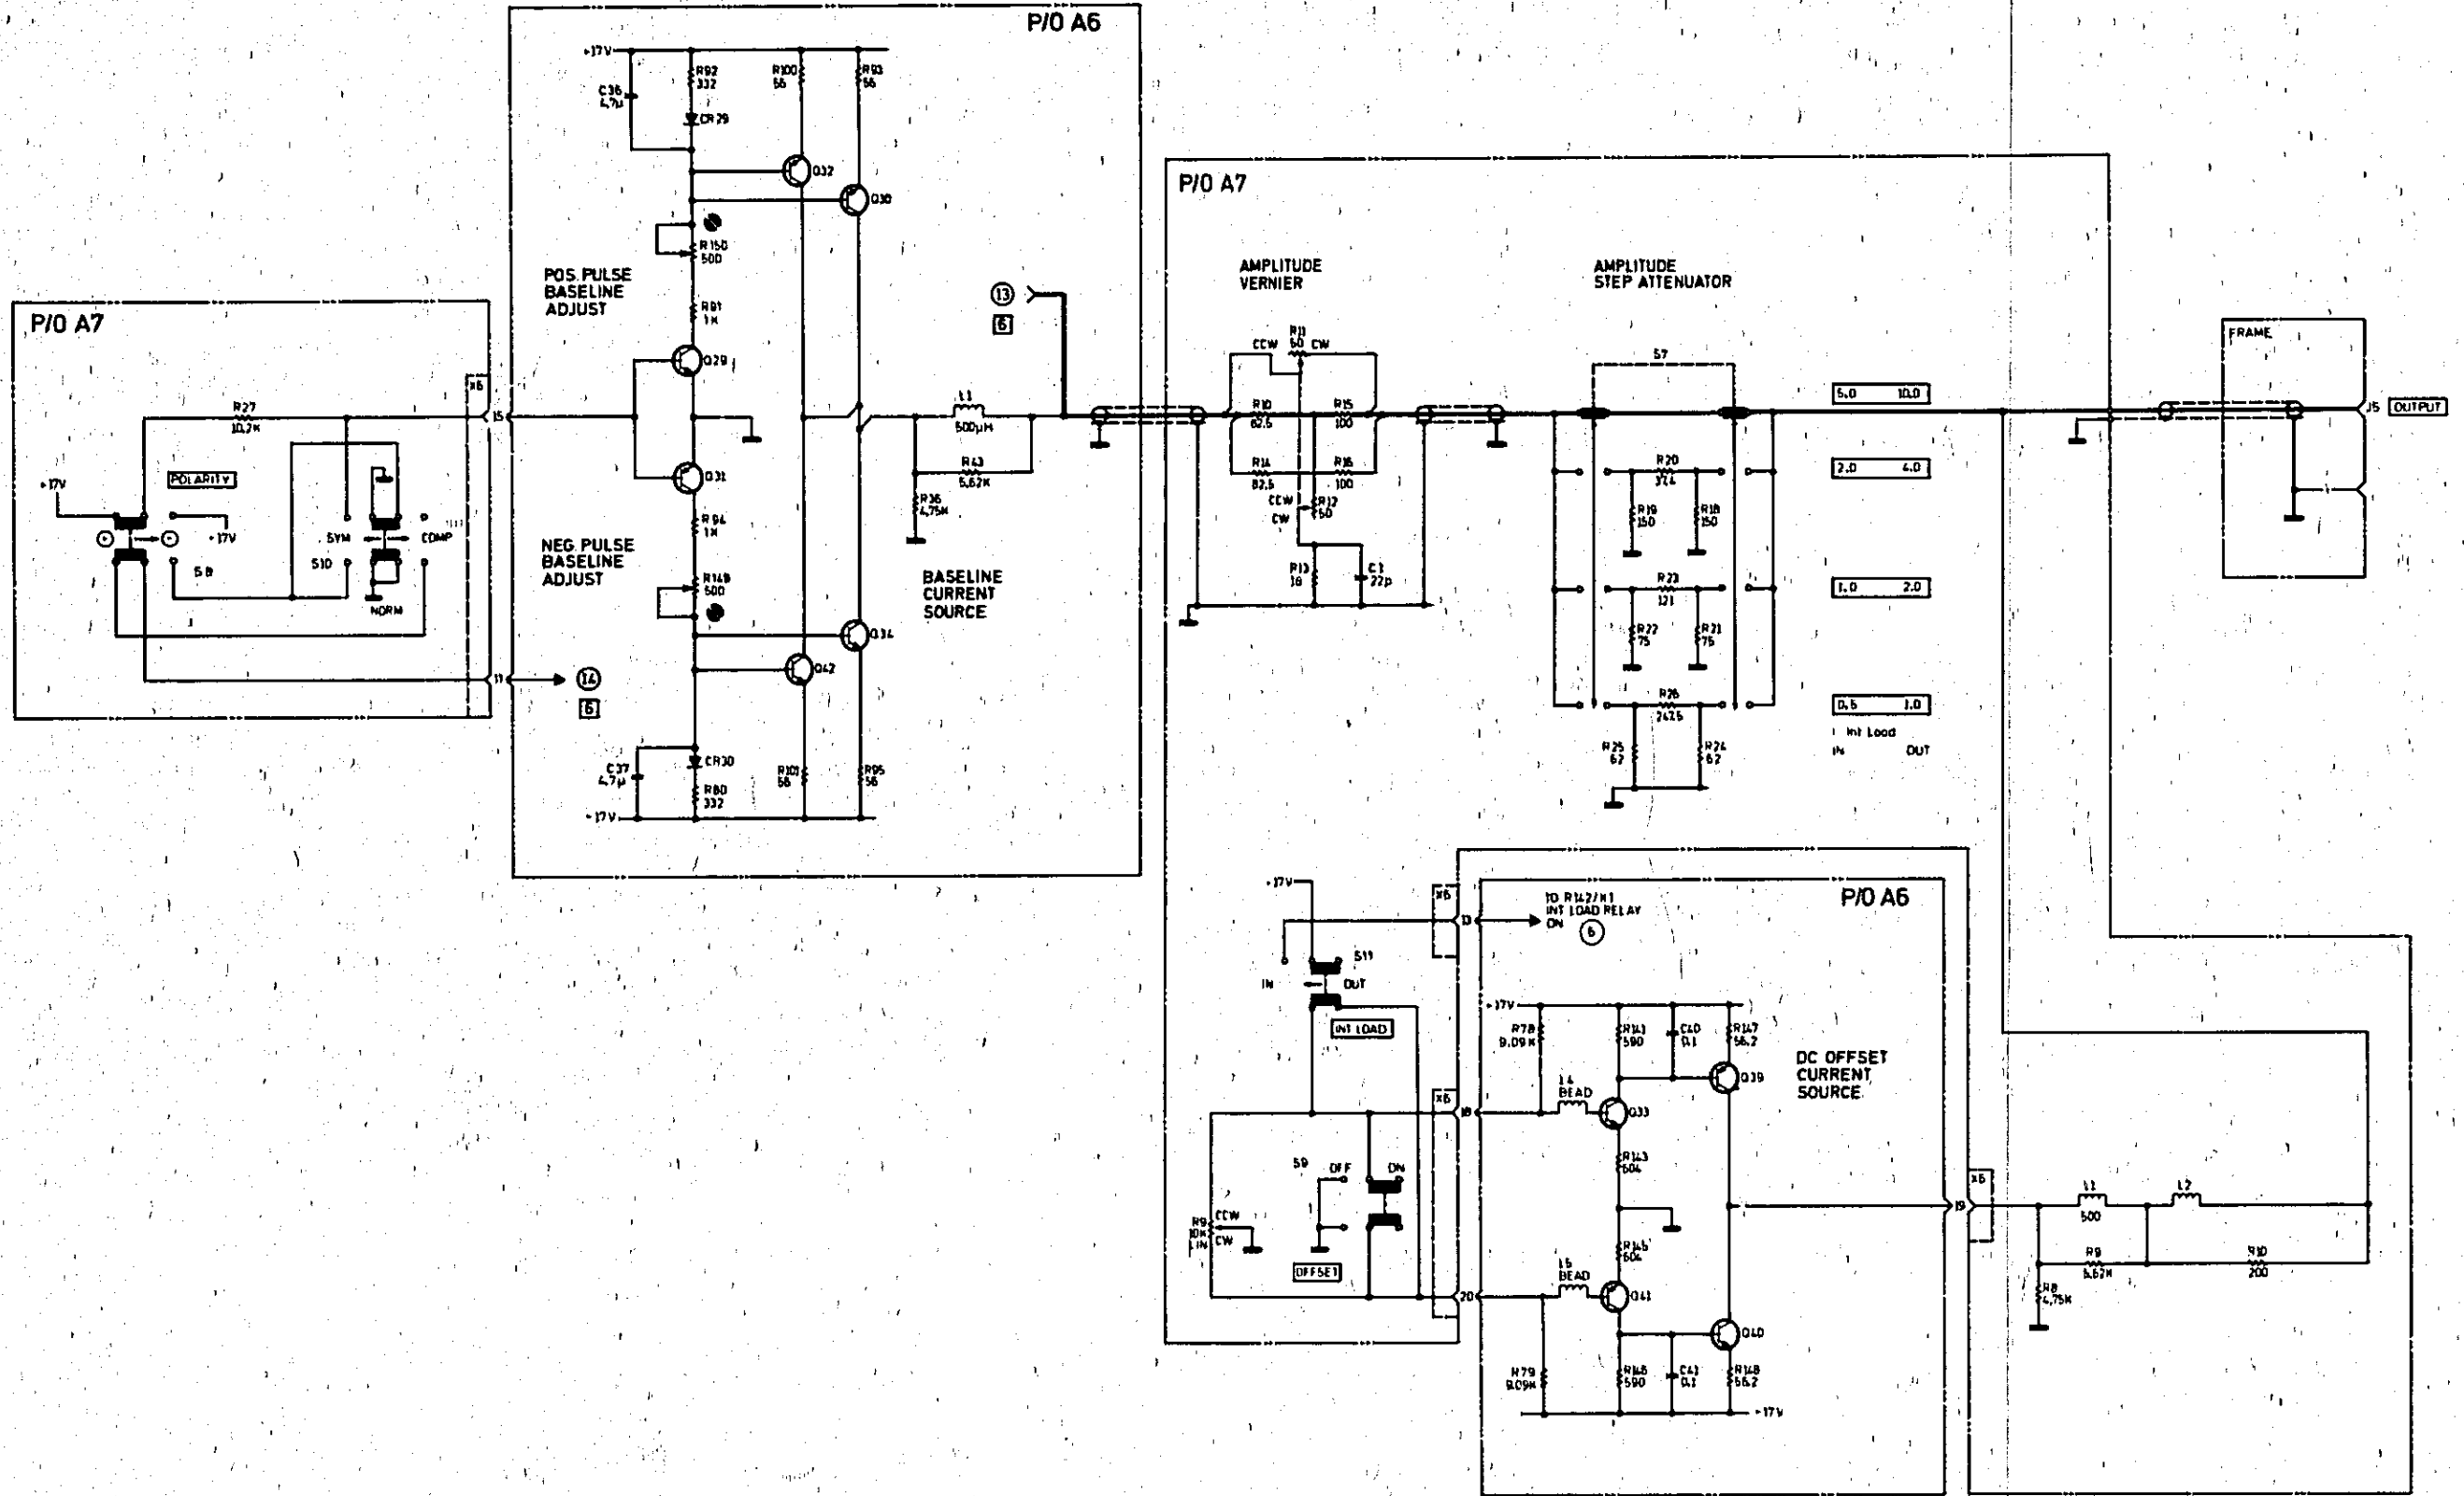 P/O A7
+17V
POLARITY
R27
10,2K
+17V
S8
SYM
COMP
S10
NORM
X6
15
11
P/O A6
+17V
R92
332
R100
56
R93
56
C36
4,7µ
CR29
Q32
Q30
R150
500
POS. PULSE
BASELINE
ADJUST
R91
1K
Q29
Q31
R94
1K
NEG. PULSE
BASELINE
ADJUST
R149
500
L1
500µH
R43
5,62K
R36
4,75K
BASELINE
CURRENT
SOURCE
Q34
Q42
14
6
C37
4,7µ
CR30
R80
332
R101
56
R95
56
-17V
13
6
P/O A7
AMPLITUDE
VERNIER
R11
50
CCW
CW
R10
82.5
R15
100
R14
82.5
R16
100
CCW
R12
50
CW
R13
18
C1
22p
AMPLITUDE
STEP ATTENUATOR
S7
R20
37.4
R19
150
R18
150
R23
121
R22
75
R21
75
R26
247.5
R25
62
R24
62
5.0 10.0
2.0 4.0
1.0 2.0
0.5 1.0
Int Load
IN OUT
FRAME
J5
OUTPUT
X6
13
TO R142/K1
INT LOAD RELAY
ON
6
P/O A6
S11
IN
OUT
INT LOAD
+17V
R78
9.09K
R141
590
C40
0.1
R147
56.2
Q39
DC OFFSET
CURRENT
SOURCE
L4
BEAD
Q33
X6
18
R143
604
S9
OFF
ON
R9
10K
LIN
CCW
CW
OFFSET
R145
604
L5
BEAD
Q41
20
Q40
R79
9.09K
R146
590
C41
0.1
R148
56.2
-17V
19
X6
L1
500
L2
R9
5,62K
R10
200
R8
4,75K